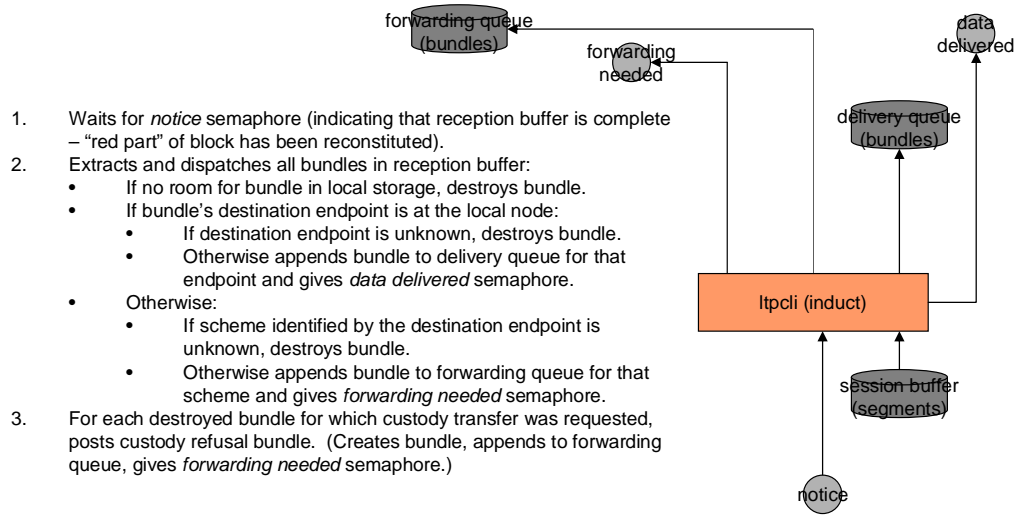 forwarding queue
(bundles)
data
delivered
forwarding
needed
1. Waits for notice semaphore (indicating that reception buffer is complete
– “red part” of block has been reconstituted).
2. Extracts and dispatches all bundles in reception buffer:
• If no room for bundle in local storage, destroys bundle.
• If bundle’s destination endpoint is at the local node:
• If destination endpoint is unknown, destroys bundle.
• Otherwise appends bundle to delivery queue for that
endpoint and gives data delivered semaphore.
• Otherwise:
• If scheme identified by the destination endpoint is
unknown, destroys bundle.
• Otherwise appends bundle to forwarding queue for that
scheme and gives forwarding needed semaphore.
3. For each destroyed bundle for which custody transfer was requested,
posts custody refusal bundle. (Creates bundle, appends to forwarding
queue, gives forwarding needed semaphore.)
delivery queue
(bundles)
ltpcli (induct)
session buffer
(segments)
notice